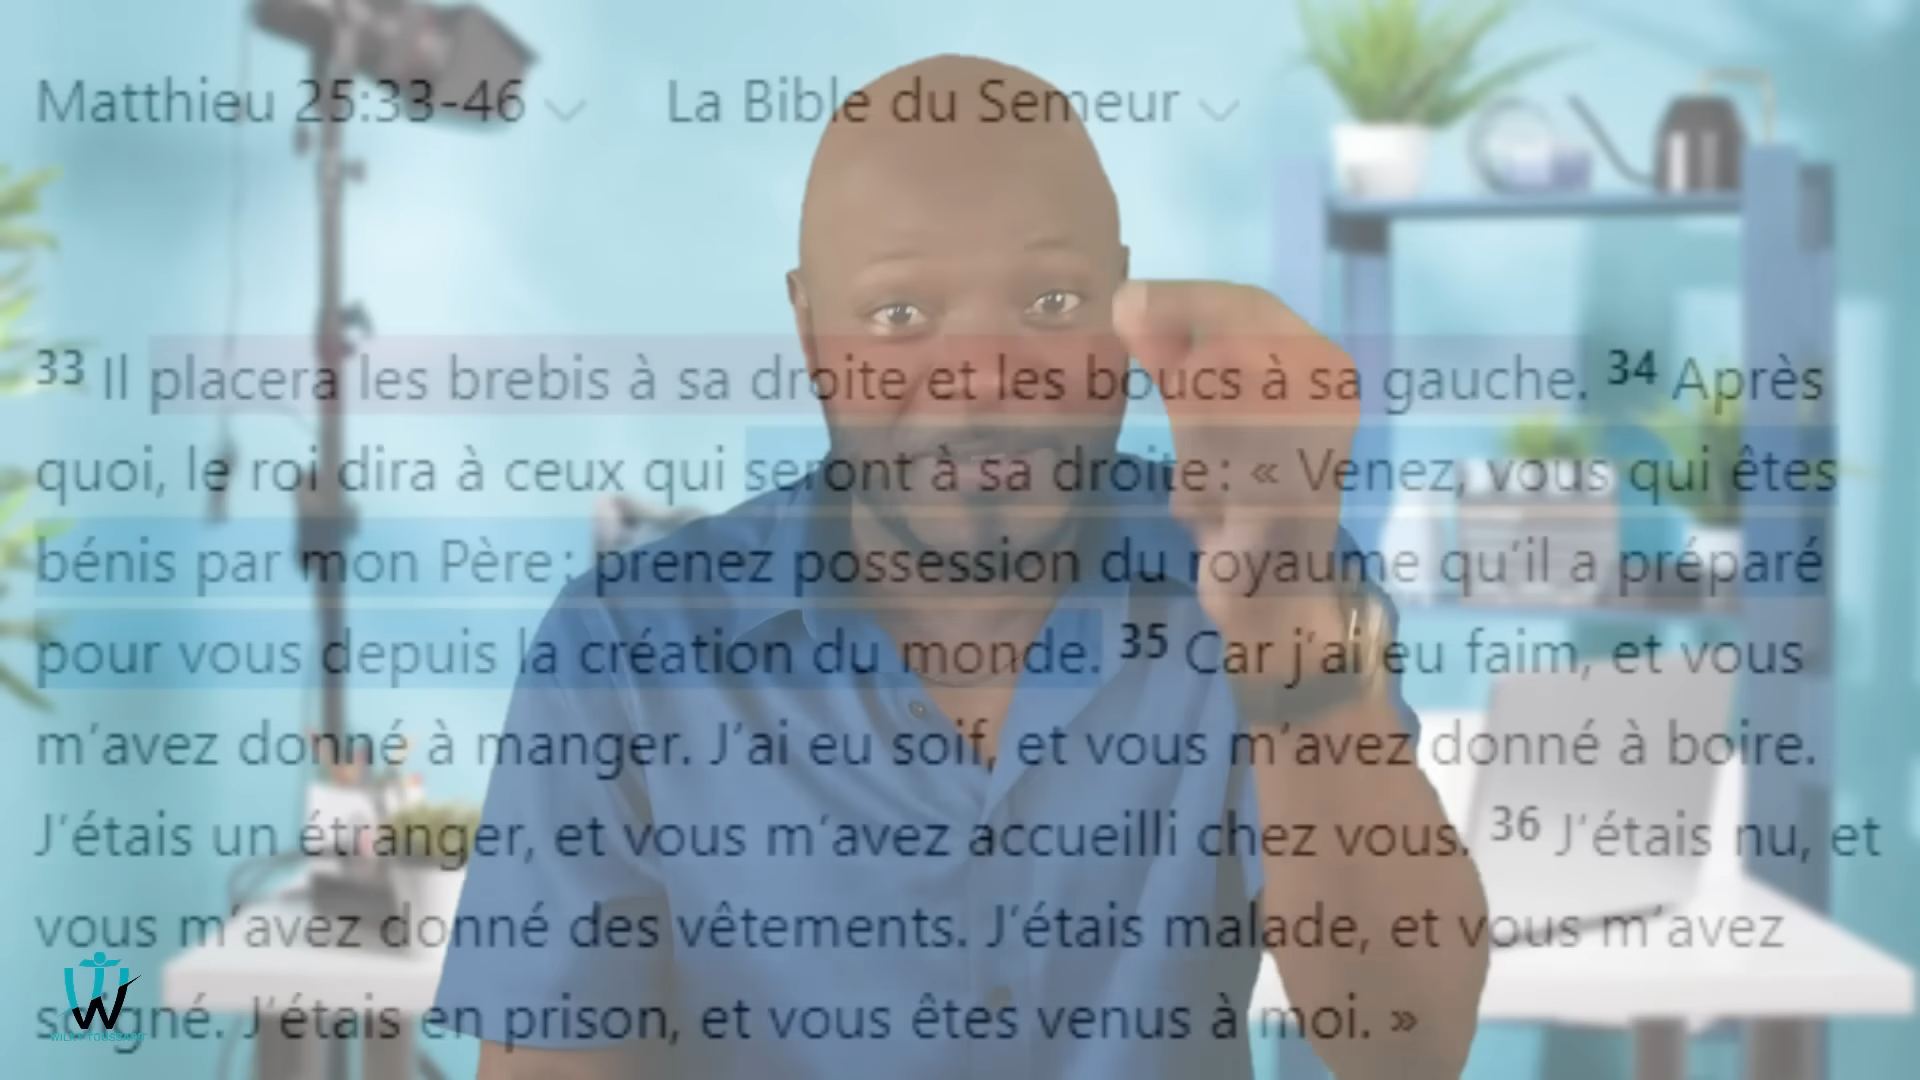 Matthieu 25:33-46 La Bible du Semeur
33 Il placera les brebis à sa droite et les boucs à sa gauche. 34 Après
quoi, le roi dira à ceux qui seront à sa droite : « Venez, vous qui êtes
bénis par mon Père : prenez possession du royaume qu’il a préparé
pour vous depuis la création du monde. 35 Car j’ai eu faim, et vous
m’avez donné à manger. J’ai eu soif, et vous m’avez donné à boire.
J’étais un étranger, et vous m’avez accueilli chez vous. 36 J’étais nu, et
vous m’avez donné des vêtements. J’étais malade, et vous m’avez
soigné. J’étais en prison, et vous êtes venus à moi. »